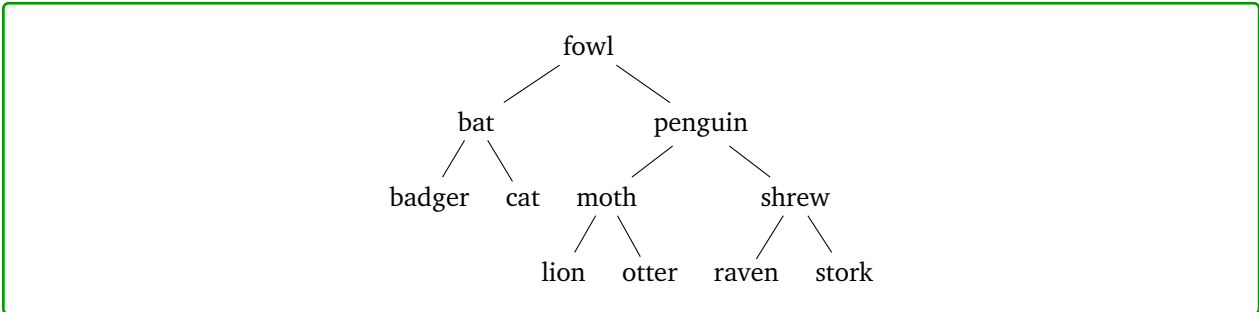 fowl
bat penguin
badger cat moth shrew
lion otter raven stork